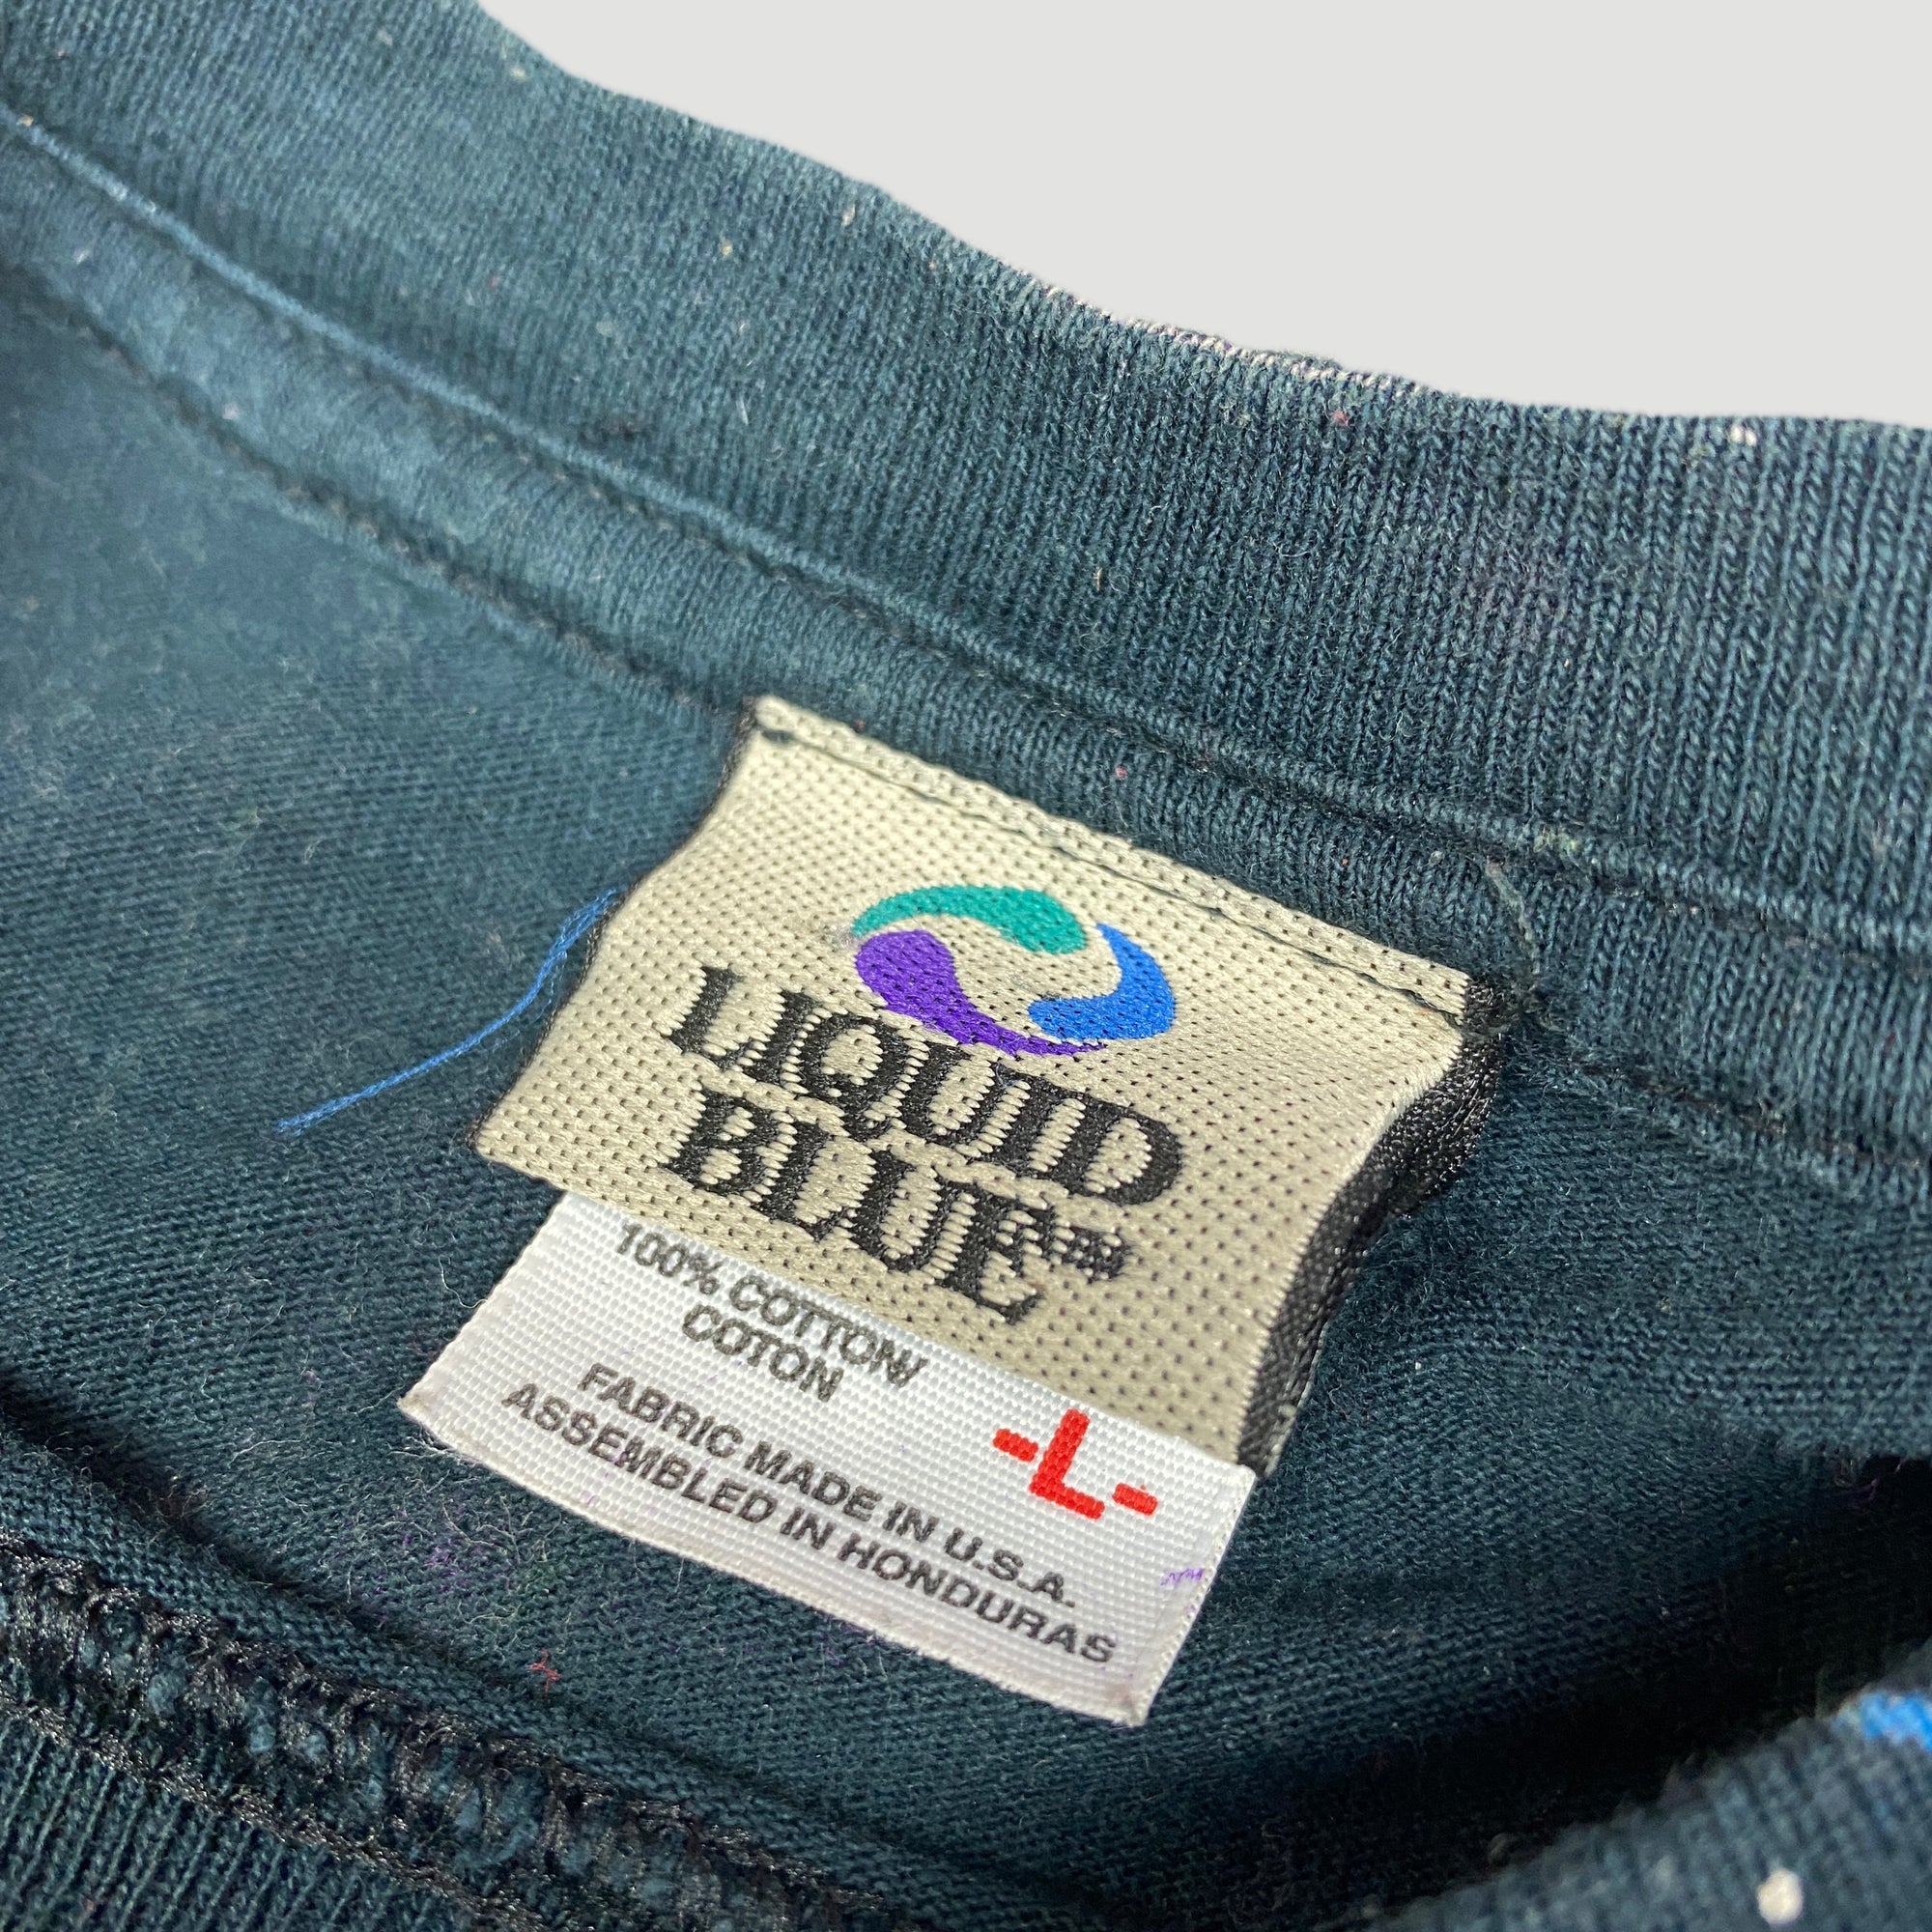 LIQUID
BLUE™
100% COTTON/
COTON
-L-
FABRIC MADE IN U.S.A.
ASSEMBLED IN HONDURAS